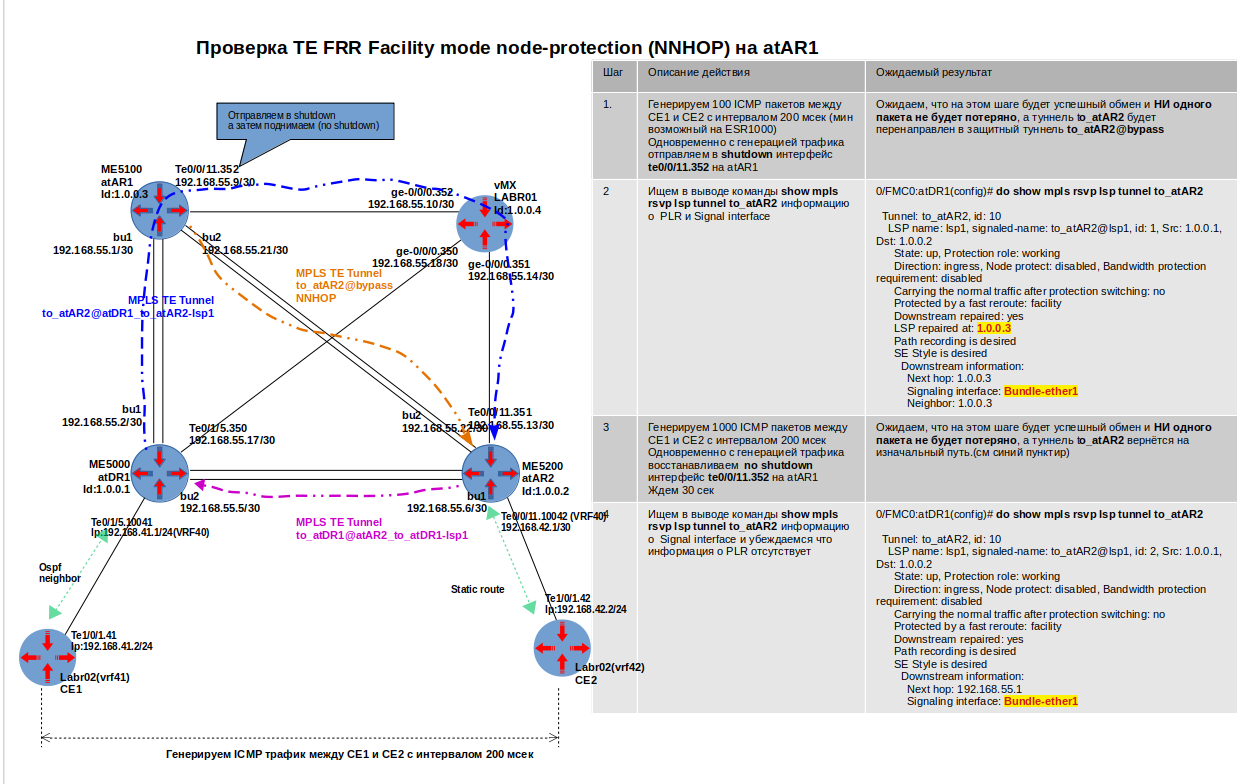 Проверка TE FRR Facility mode node-protection (NNHOP) на atAR1
Отправляем в shutdown
а затем поднимаем (no shutdown)
ME5100
atAR1
Id:1.0.0.3
Te0/0/11.352
192.168.55.9/30
ge-0/0/0.352
192.168.55.10/30
vMX
LABR01
Id:1.0.0.4
bu1
192.168.55.1/30
bu2
192.168.55.21/30
ge-0/0/0.350
192.168.55.18/30
ge-0/0/0.351
192.168.55.14/30
MPLS TE Tunnel
to_atAR2@bypass
NNHOP
MPLS TE Tunnel
to_atAR2@atDR1_to_atAR2-lsp1
bu1
192.168.55.2/30
Te0/1/5.350
192.168.55.17/30
bu2
192.168.55.22/30
Te0/0/11.351
192.168.55.13/30
ME5000
atDR1
Id:1.0.0.1
ME5200
atAR2
Id:1.0.0.2
bu2
192.168.55.5/30
bu1
192.168.55.6/30
MPLS TE Tunnel
to_atDR1@atAR2_to_atDR1-lsp1
Te0/1/5.10041
Ip:192.168.41.1/24(VRF40)
Te0/0/11.10042 (VRF40)
192.168.42.1/30
Ospf
neighbor
Static route
Te1/0/1.41
Ip:192.168.41.2/24
Te1/0/1.42
Ip:192.168.42.2/24
Labr02(vrf41)
CE1
Labr02(vrf42)
CE2
Генерируем ICMP трафик между CE1 и CE2 с интервалом 200 мсек
Шаг
Описание действия
Ожидаемый результат
1.
Генерируем 100 ICMP пакетов между
CE1 и CE2 с интервалом 200 мсек (мин
возможный на ESR1000)
Одновременно с генерацией трафика
отправляем в shutdown интерфейс
te0/0/11.352 на atAR1
Ожидаем, что на этом шаге будет успешный обмен и НИ одного
пакета не будет потеряно, а туннель to_atAR2 будет
перенаправлен в защитный туннель to_atAR2@bypass
2
Ищем в выводе команды show mpls
rsvp lsp tunnel to_atAR2 информацию
о PLR и Signal interface
0/FMC0:atDR1(config)# do show mpls rsvp lsp tunnel to_atAR2
Tunnel: to_atAR2, id: 10
LSP name: lsp1, signaled-name: to_atAR2@lsp1, id: 1, Src: 1.0.0.1,
Dst: 1.0.0.2
State: up, Protection role: working
Direction: ingress, Node protect: disabled, Bandwidth protection
requirement: disabled
Carrying the normal traffic after protection switching: no
Protected by a fast reroute: facility
Downstream repaired: yes
LSP repaired at: 1.0.0.3
Path recording is desired
SE Style is desired
Downstream information:
Next hop: 1.0.0.3
Signaling interface: Bundle-ether1
Neighbor: 1.0.0.3
3
Генерируем 1000 ICMP пакетов между
CE1 и CE2 с интервалом 200 мсек
Одновременно с генерацией трафика
восстанавливаем no shutdown
интерфейс te0/0/11.352 на atAR1
Ждем 30 сек
Ожидаем, что на этом шаге будет успешный обмен и НИ одного
пакета не будет потеряно, а туннель to_atAR2 вернётся на
изначальный путь.(см синий пунктир)
4
Ищем в выводе команды show mpls
rsvp lsp tunnel to_atAR2 информацию
о Signal interface и убеждаемся что
информация о PLR отсутствует
0/FMC0:atDR1(config)# do show mpls rsvp lsp tunnel to_atAR2
Tunnel: to_atAR2, id: 10
LSP name: lsp1, signaled-name: to_atAR2@lsp1, id: 2, Src: 1.0.0.1,
Dst: 1.0.0.2
State: up, Protection role: working
Direction: ingress, Node protect: disabled, Bandwidth protection
requirement: disabled
Carrying the normal traffic after protection switching: no
Protected by a fast reroute: facility
Downstream repaired: yes
Path recording is desired
SE Style is desired
Downstream information:
Next hop: 192.168.55.1
Signaling interface: Bundle-ether1